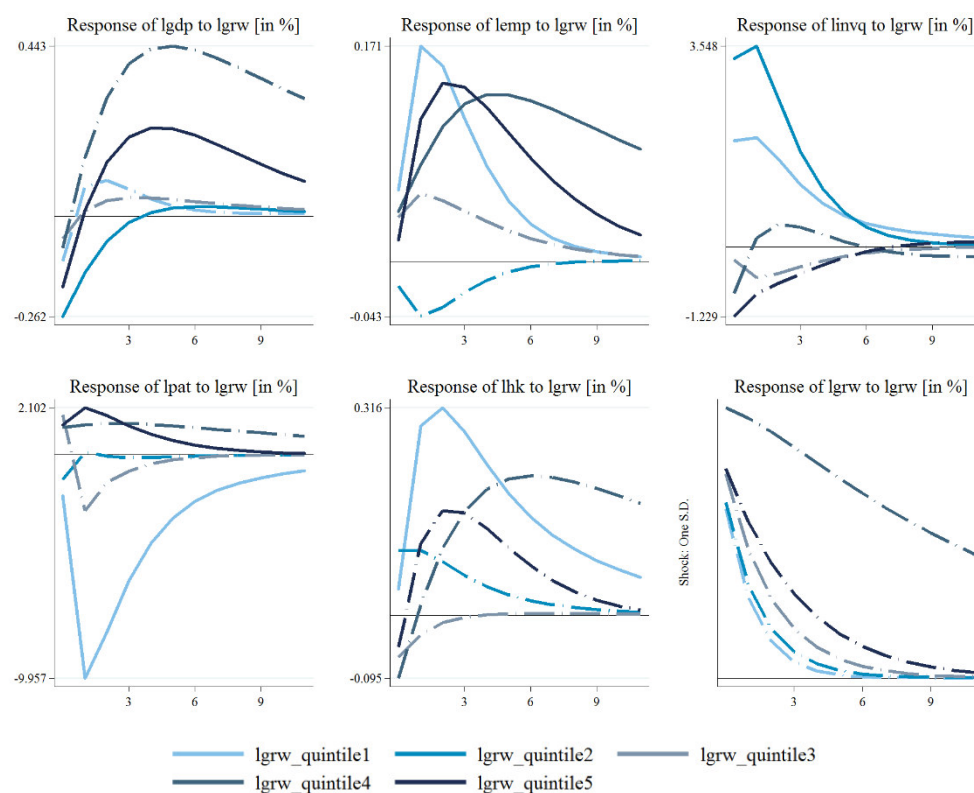 Response of lgdp to lgrw [in %]
0.443
-0.262
3 6 9
Response of lemp to lgrw [in %]
0.171
-0.043
3 6 9
Response of linvq to lgrw [in %]
3.548
-1.229
3 6 9
Response of lpat to lgrw [in %]
2.102
-9.957
3 6 9
Response of lhk to lgrw [in %]
0.316
-0.095
3 6 9
Response of lgrw to lgrw [in %]
Shock: One S.D.
3 6 9
lgrw_quintile1 lgrw_quintile2 lgrw_quintile3
lgrw_quintile4 lgrw_quintile5